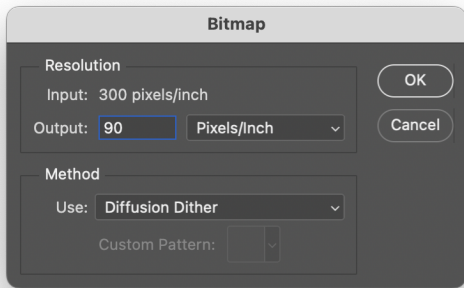 Bitmap
Resolution
Input: 300 pixels/inch
Output: 90 Pixels/Inch
OK
Cancel
Method
Use: Diffusion Dither
Custom Pattern: